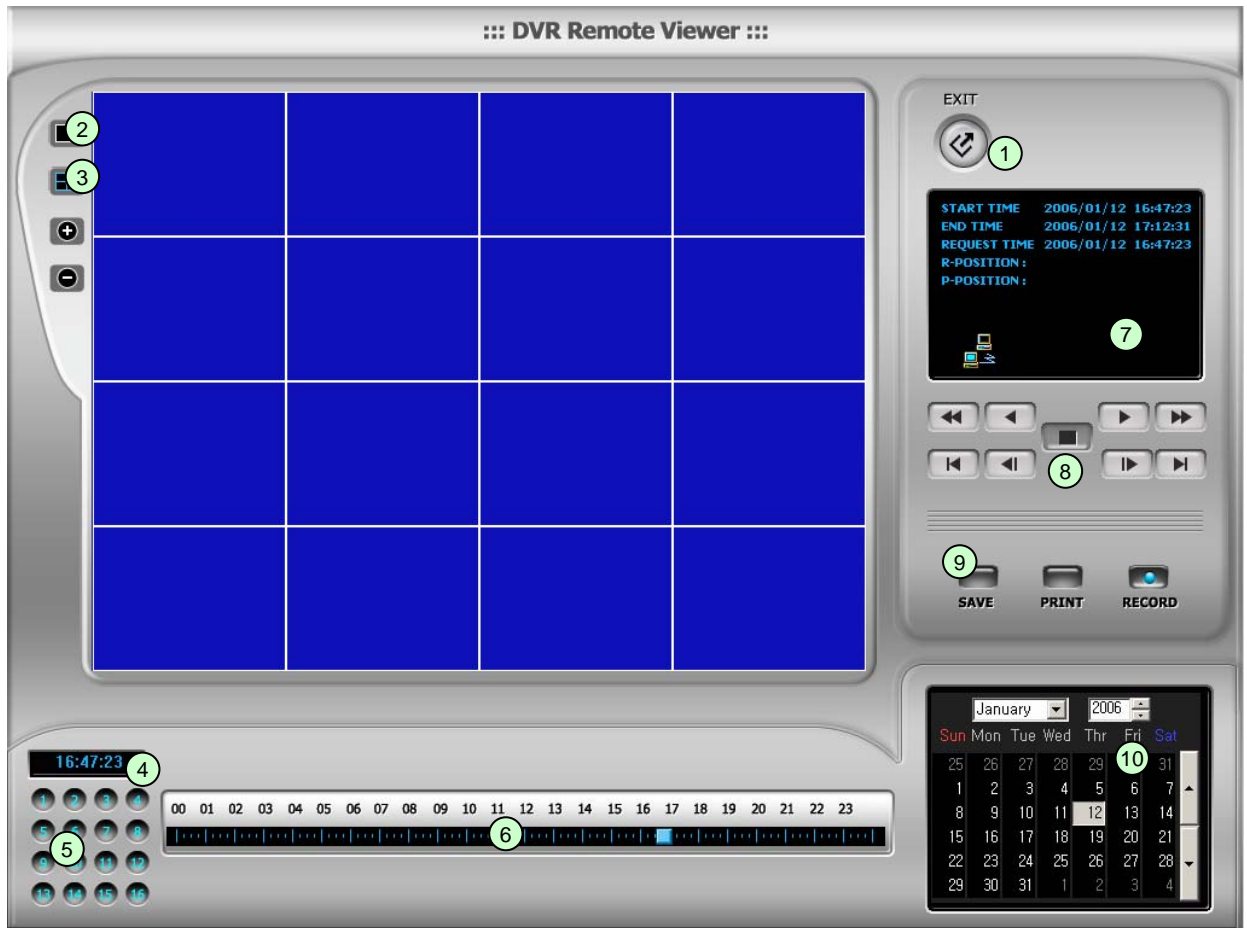 ::: DVR Remote Viewer :::
EXIT
1
2
3
START TIME 2006/01/12 16:47:23
END TIME 2006/01/12 17:12:31
REQUEST TIME 2006/01/12 16:47:23
R-POSITION :
P-POSITION :
7
8
9
SAVE PRINT RECORD
January 2006
Sun Mon Tue Wed Thr Fri Sat
10
25 26 27 28 29 31
1 2 3 4 5 6 7
8 9 10 11 12 13 14
15 16 17 18 19 20 21
22 23 24 25 26 27 28
29 30 31 1 2 3 4
16:47:23
4
1 2 3 4
5 6 7 8
5
9 10 11 12
13 14 15 16
00 01 02 03 04 05 06 07 08 09 10 11 12 13 14 15 16 17 18 19 20 21 22 23
6